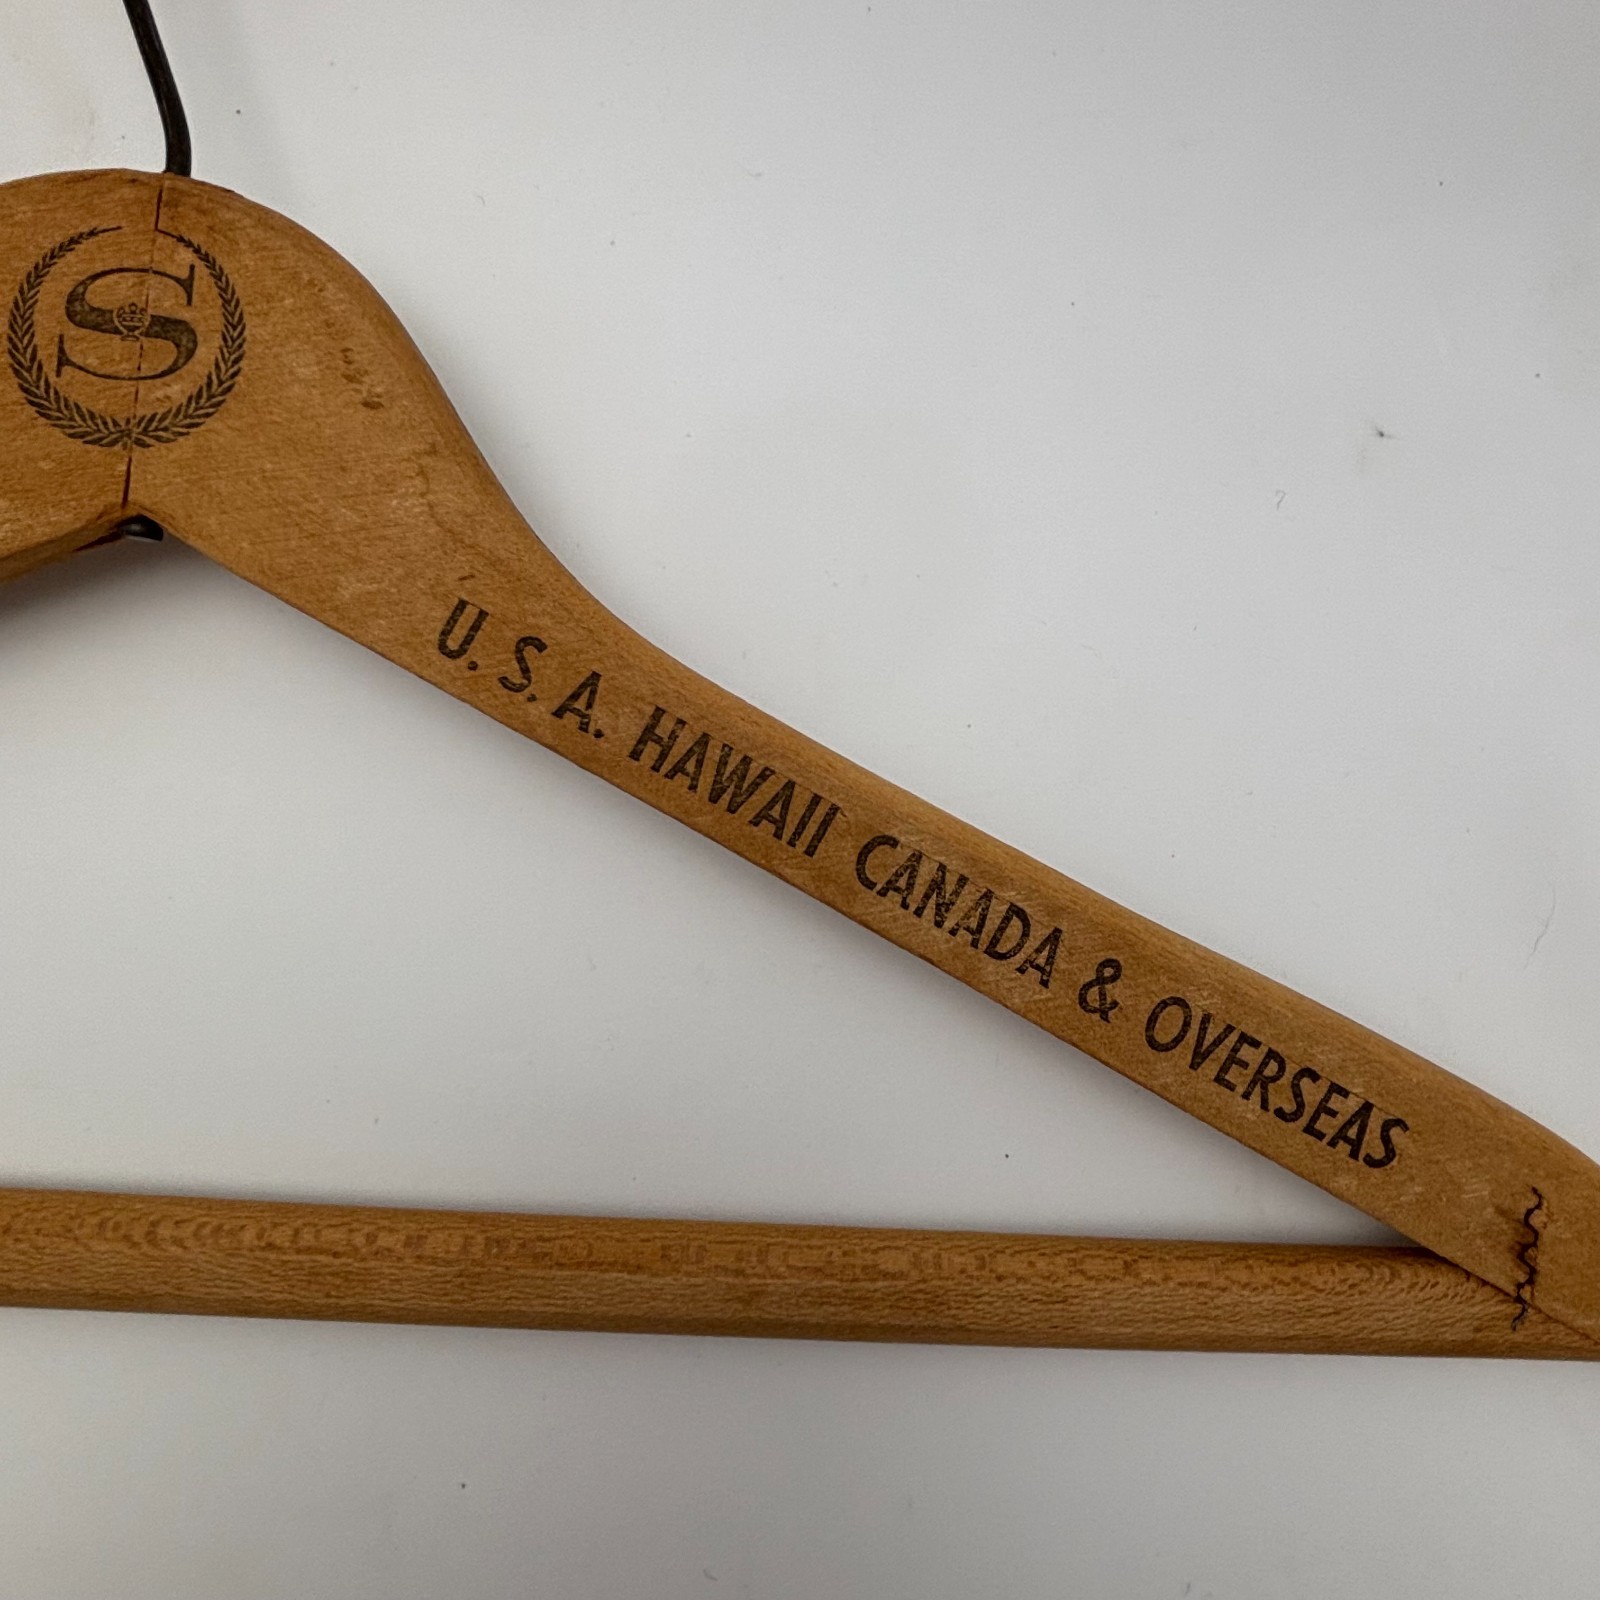 S
U. S. A. HAWAII CANADA & OVERSEAS